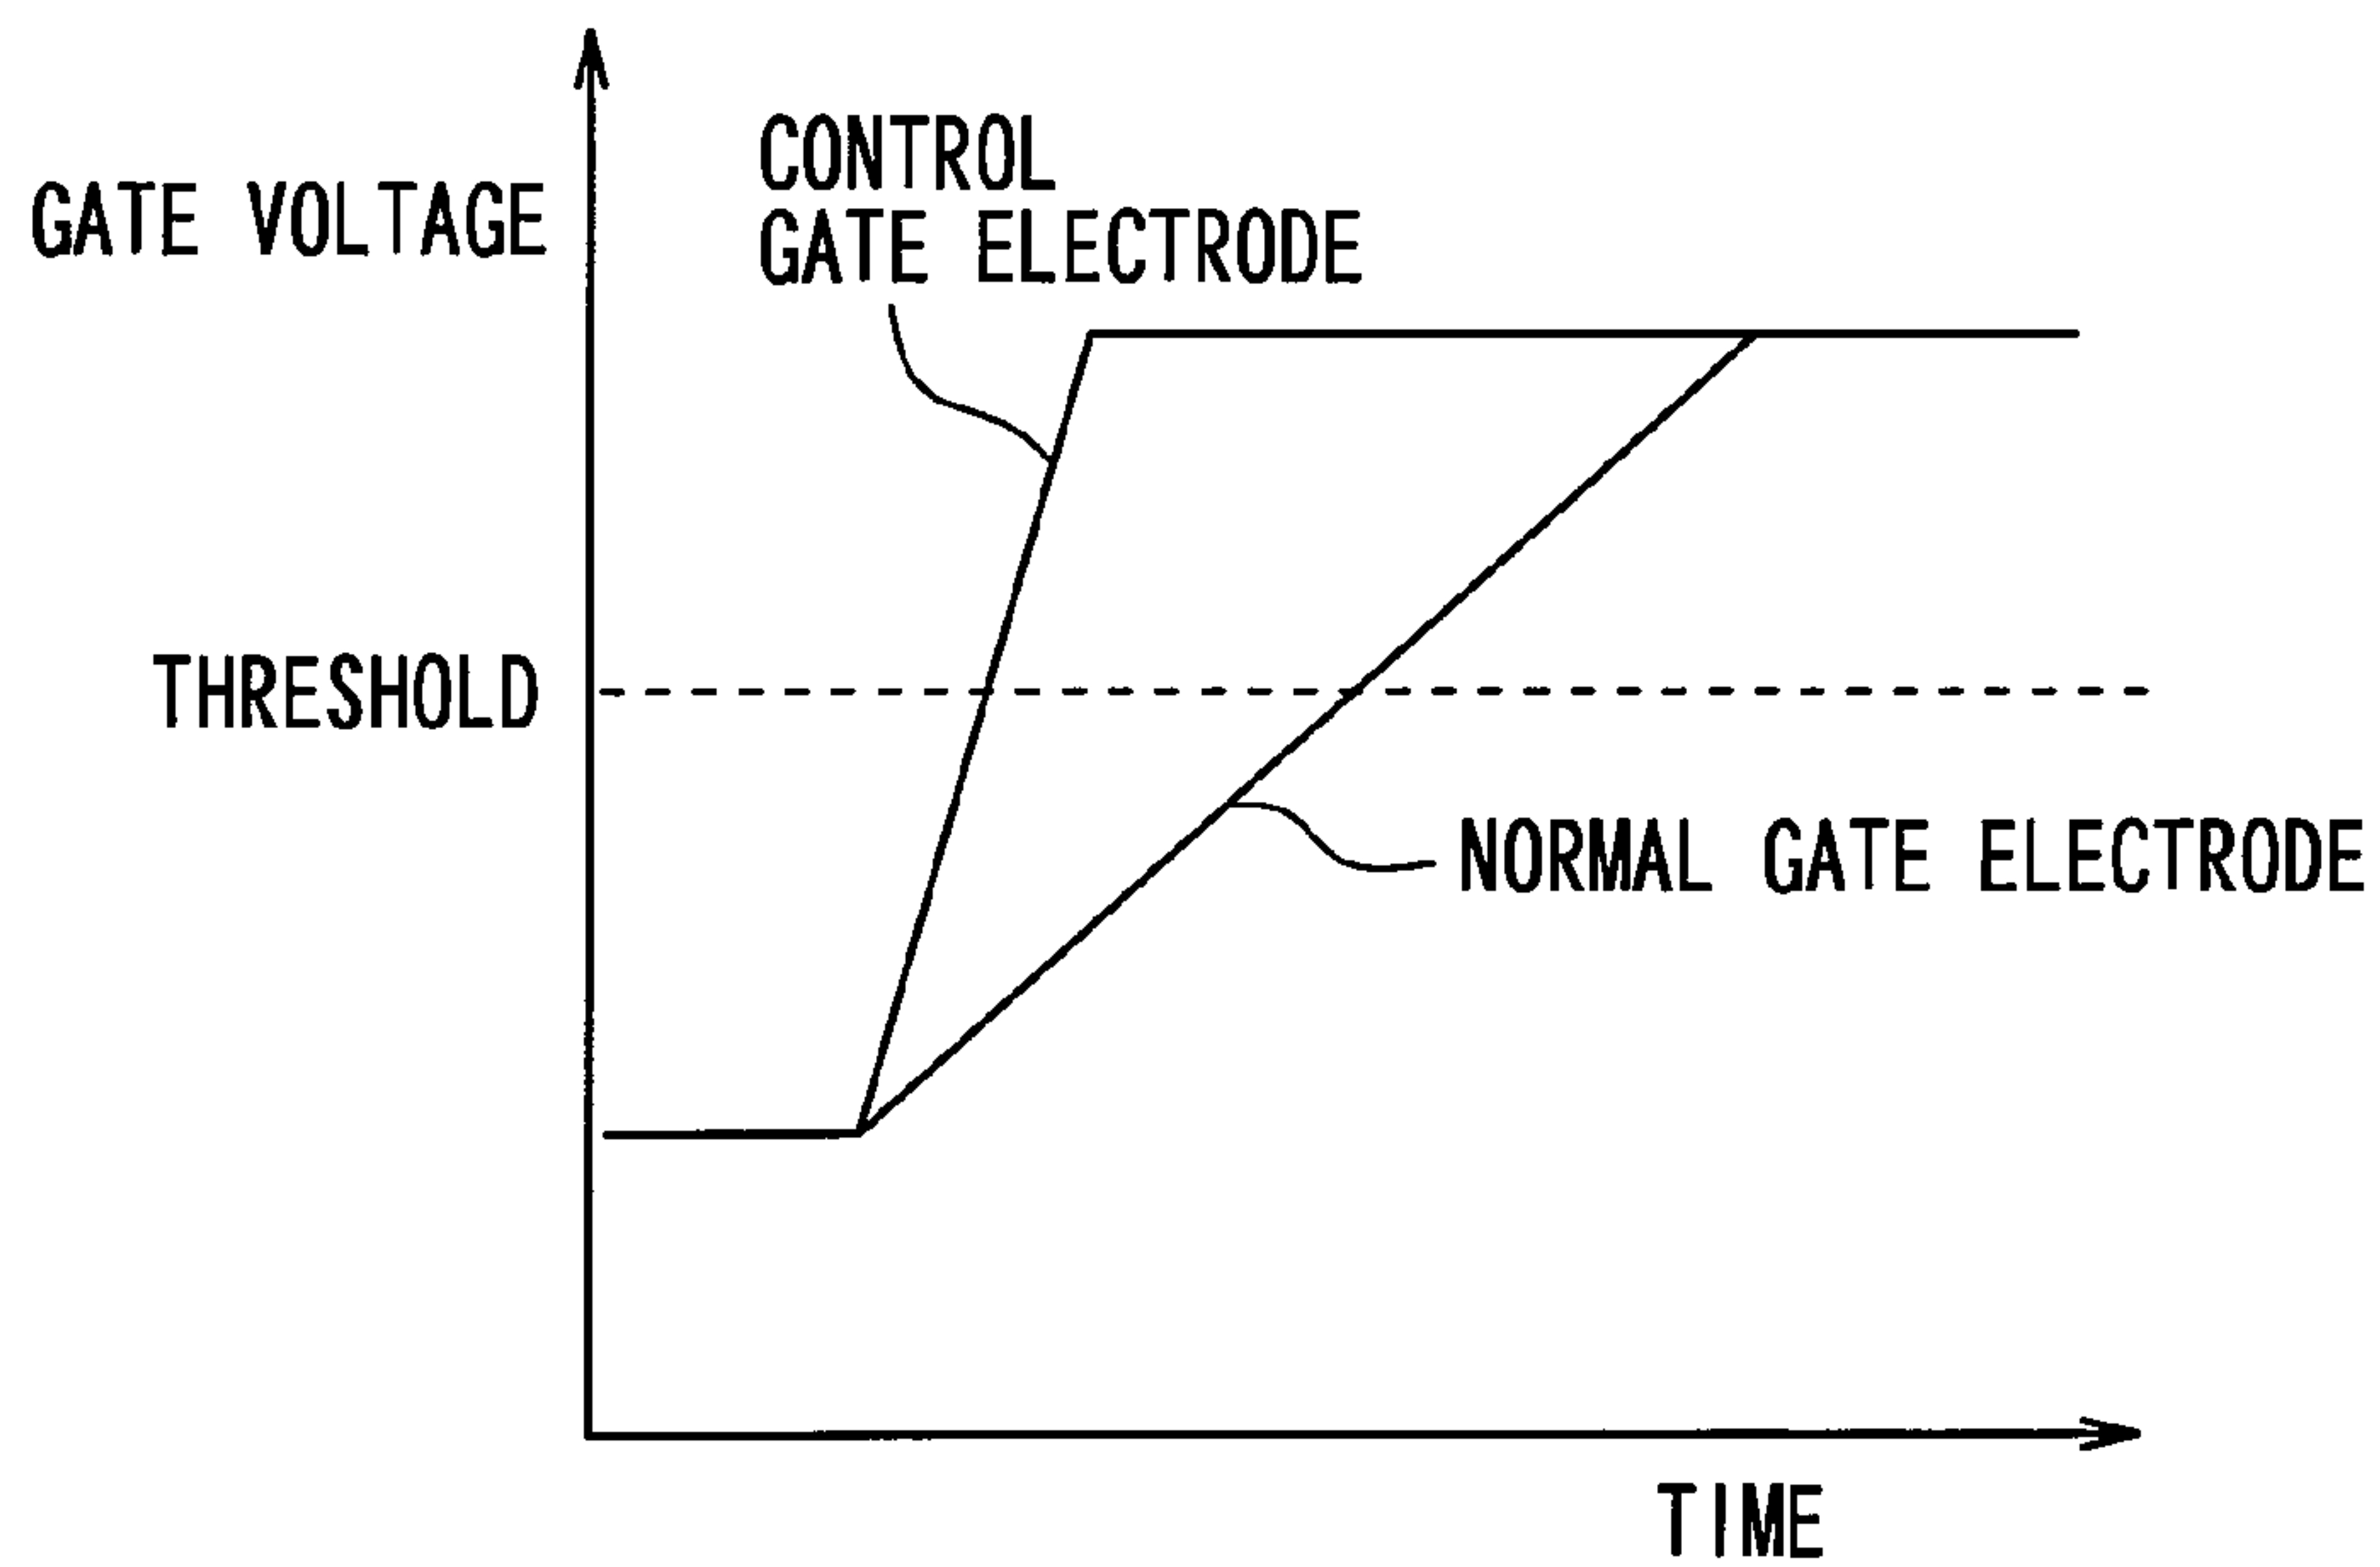 CONTROL
GATE ELECTRODE
GATE VOLTAGE
THRESHOLD
NORMAL GATE ELECTRODE
TIME